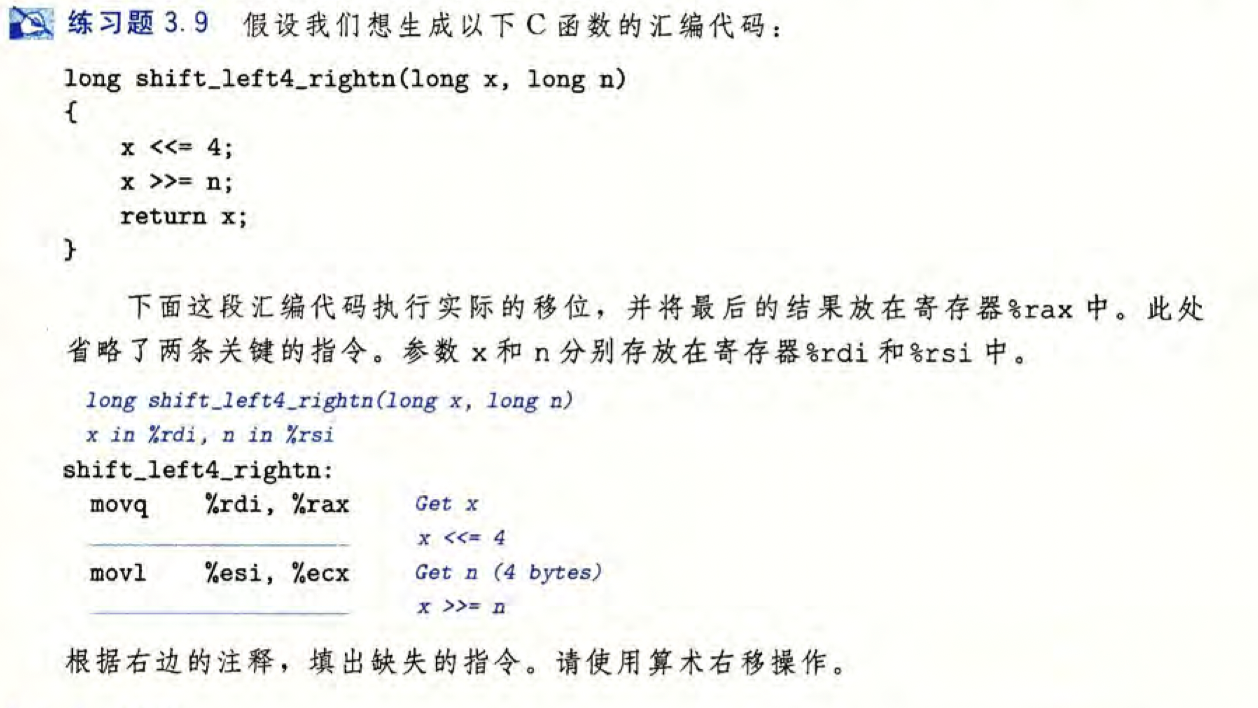 练习题 3.9 假设我们想生成以下 C 函数的汇编代码：
long shift_left4_rightn(long x, long n)
{
x <<= 4;
x >>= n;
return x;
}
下面这段汇编代码执行实际的移位，并将最后的结果放在寄存器%rax 中。此处
省略了两条关键的指令。参数 x 和 n 分别存放在寄存器%rdi 和%rsi 中。
long shift_left4_rightn(long x, long n)
x in %rdi, n in %rsi
shift_left4_rightn:
movq %rdi, %rax Get x
x <<= 4
movl %esi, %ecx Get n (4 bytes)
x >>= n
根据右边的注释，填出缺失的指令。请使用算术右移操作。